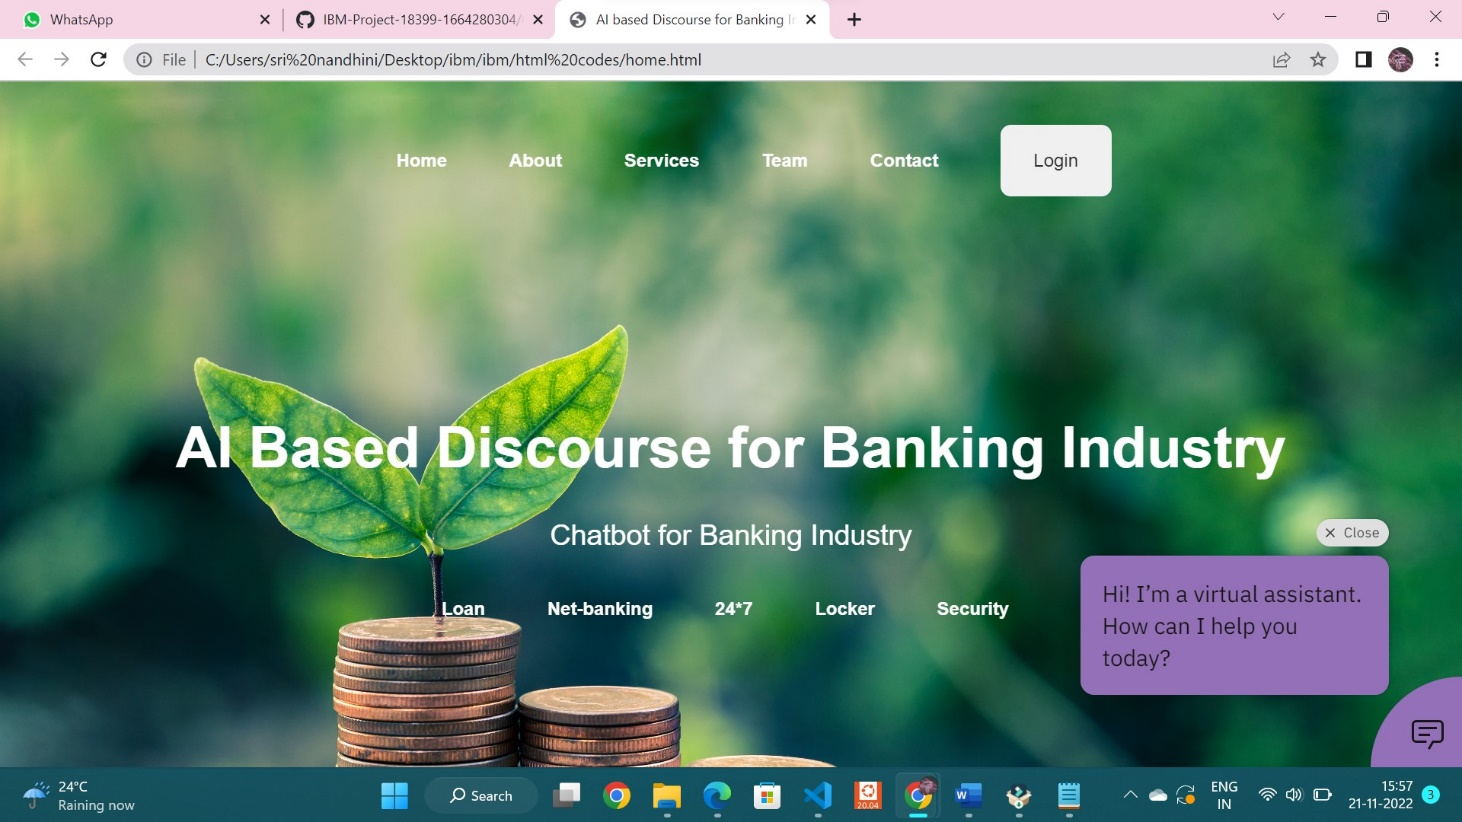 WhatsApp
IBM-Project-18399-1664280304/
AI based Discourse for Banking In
File
C:/Users/sri%20nandhini/Desktop/ibm/ibm/html%20codes/home.html
Home About Services Team Contact Login
AI Based Discourse for Banking Industry
Chatbot for Banking Industry
Loan Net-banking 24*7 Locker Security
Close
Hi! I’m a virtual assistant.
How can I help you
today?
24°C
Raining now
Search
20.04
W
ENG
IN
15:57
21-11-2022
3